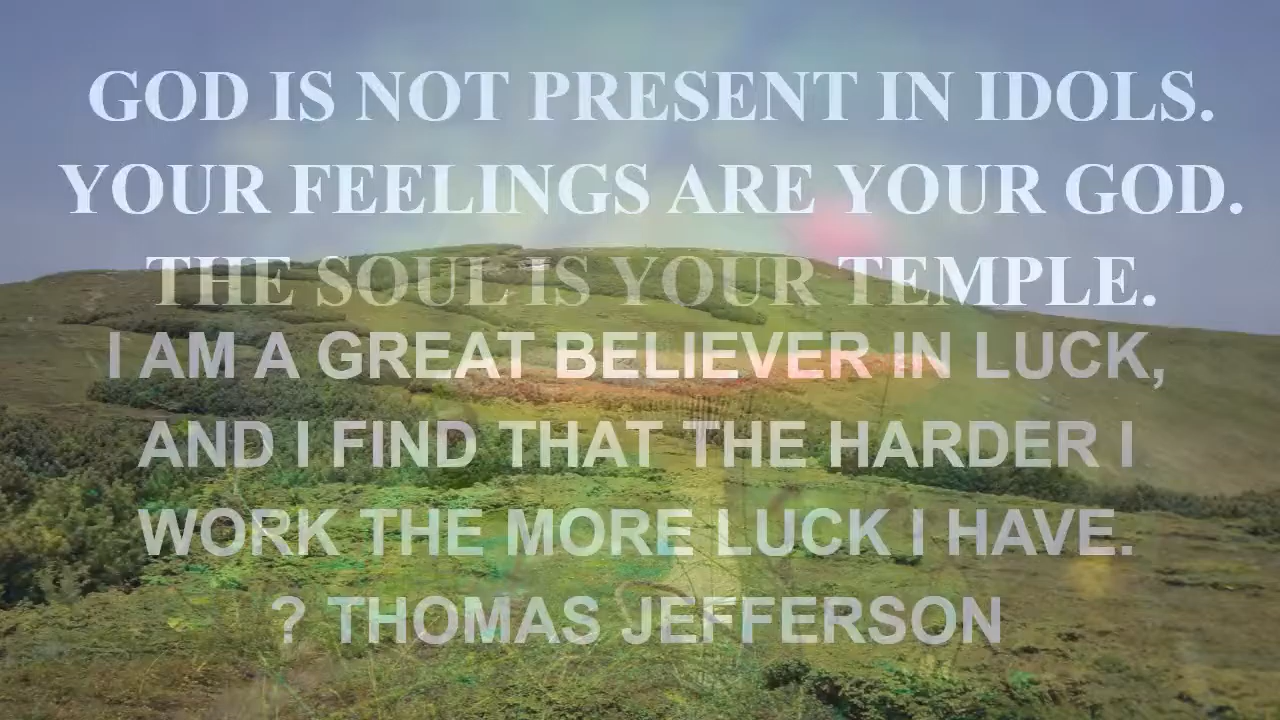 GOD IS NOT PRESENT IN IDOLS.
YOUR FEELINGS ARE YOUR GOD.
THE SOUL IS YOUR TEMPLE.
I AM A GREAT BELIEVER IN LUCK,
AND I FIND THAT THE HARDER I
WORK THE MORE LUCK I HAVE.
? THOMAS JEFFERSON